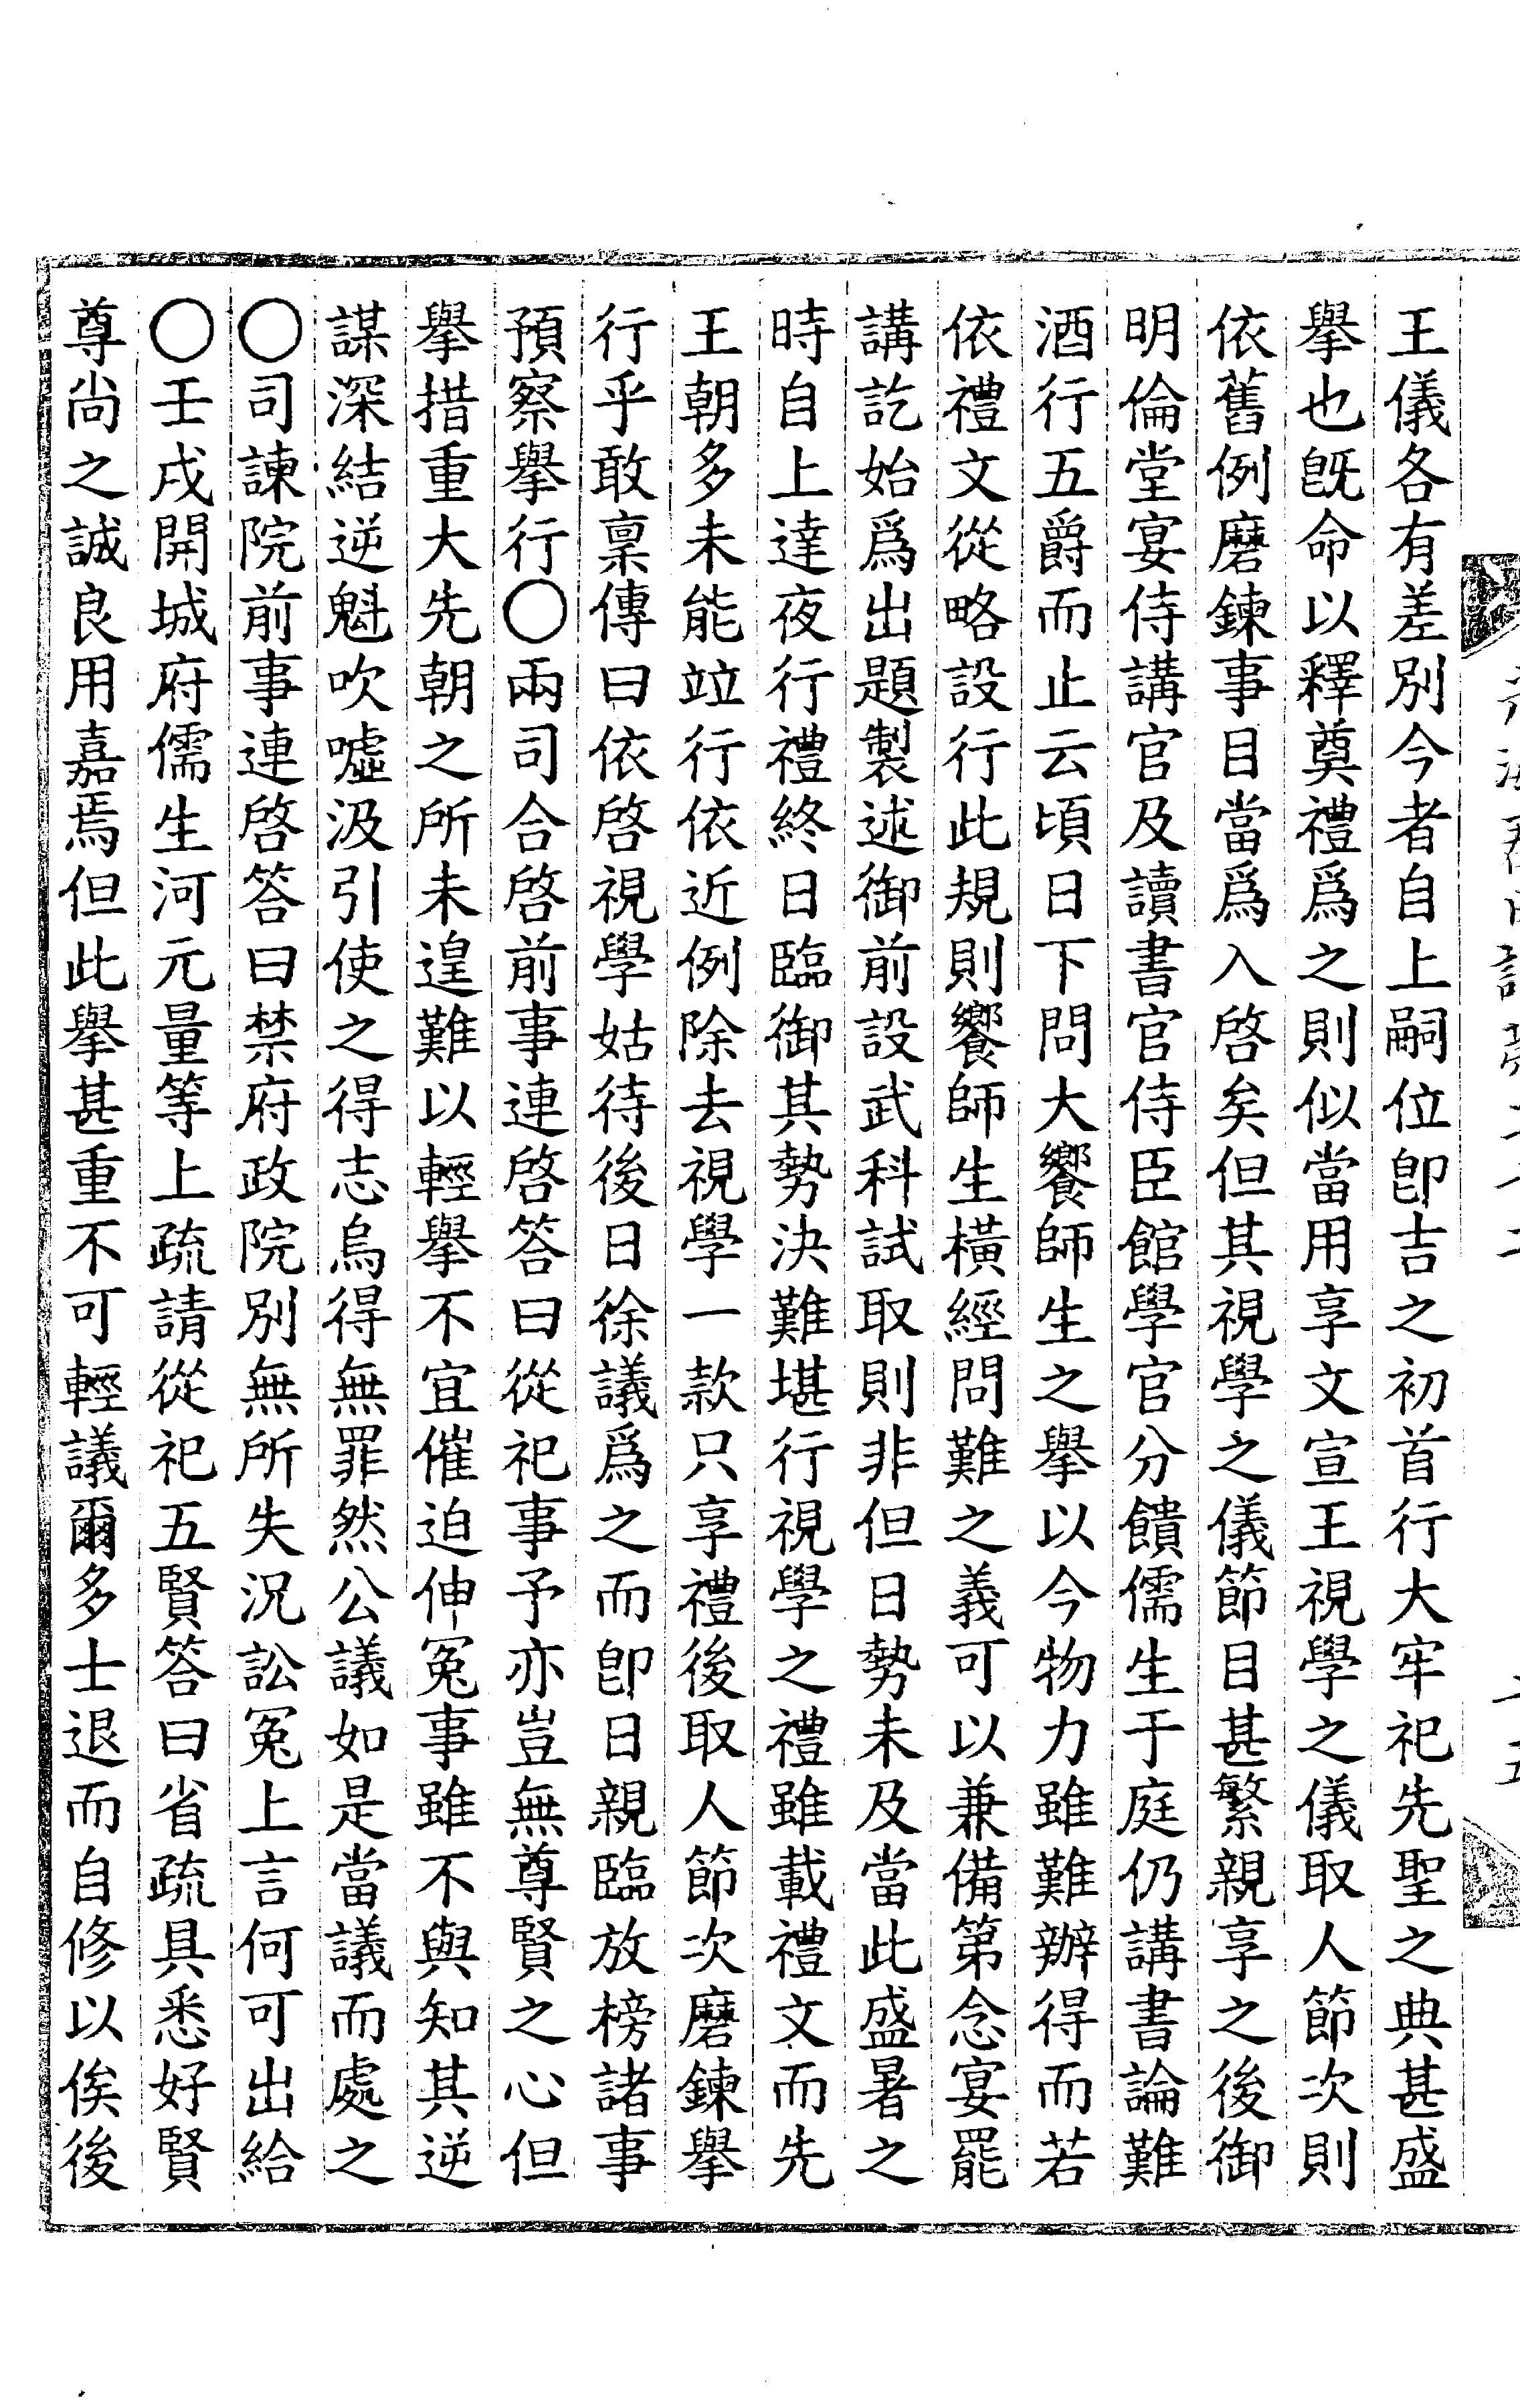 王儀各有差別今者自上嗣位卽吉之初首行大牢祀先聖之典甚盛
擧也旣命以釋奠禮爲之則似當用享文宣王視學之儀取人節次則
依舊例磨鍊事目當爲入啓矣但其視學之儀節目甚繁親享之後御
明倫堂宴侍講官及讀書官侍臣館學官分饋儒生于庭仍講書論難
酒行五爵而止云頃日下問大饗師生之擧以今物力雖難辦得而若
依禮文從略設行此規則饗師生橫經問難之義可以兼備第念宴罷
講訖始爲出題製述御前設武科試取則非但日勢未及當此盛暑之
時自上達夜行禮終日臨御其勢決難堪行視學之禮雖載禮文而先
王朝多未能竝行依近例除去視學一款只享禮後取人節次磨鍊擧
行乎敢稟傳曰依啓視學姑待後日徐議爲之而卽日親臨放榜諸事
預察擧行〇兩司合啓前事連啓答曰從祀事予亦豈無尊賢之心但
擧措重大先朝之所未遑難以輕擧不宜催迫伸冤事雖不與知其逆
謀深結逆魁吹噓汲引使之得志烏得無罪然公議如是當議而處之
〇司諫院前事連啓答曰禁府政院別無所失況訟冤上言何可出給
〇壬戌開城府儒生河元量等上疏請從祀五賢答曰省疏具悉好賢
尊尙之誠良用嘉焉但此擧甚重不可輕議爾多士退而自修以俟後